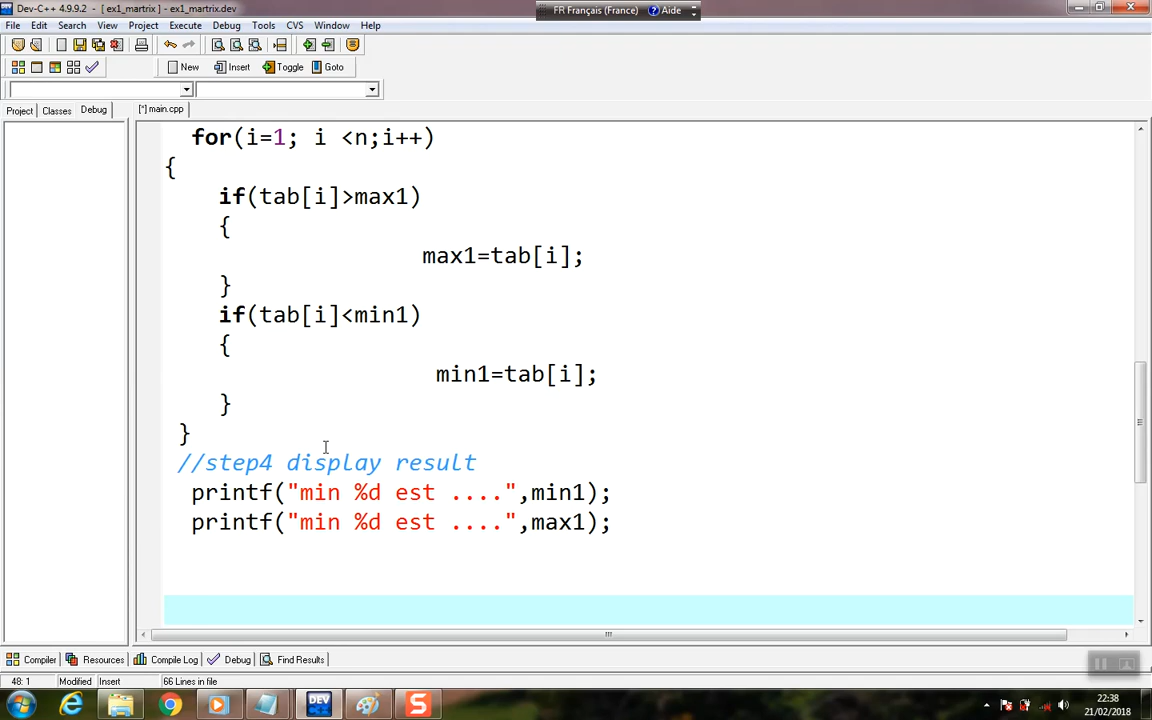 Dev-C++ 4.9.9.2 - [ ex1_martrix ] - ex1_martrix.dev
FR Français (France) Aide
File Edit Search View Project Execute Debug Tools CVS Window Help
New Insert Toggle Goto
Project Classes Debug [*] main.cpp
for(i=1; i <n;i++)
{
if(tab[i]>max1)
{
max1=tab[i];
}
if(tab[i]<min1)
{
min1=tab[i];
}
}
//step4 display result
printf("min %d est ....",min1);
printf("min %d est ....",max1);
Compiler Resources Compile Log Debug Find Results
48: 1 Modified Insert 66 Lines in file
DEV
S
22:38
21/02/2018